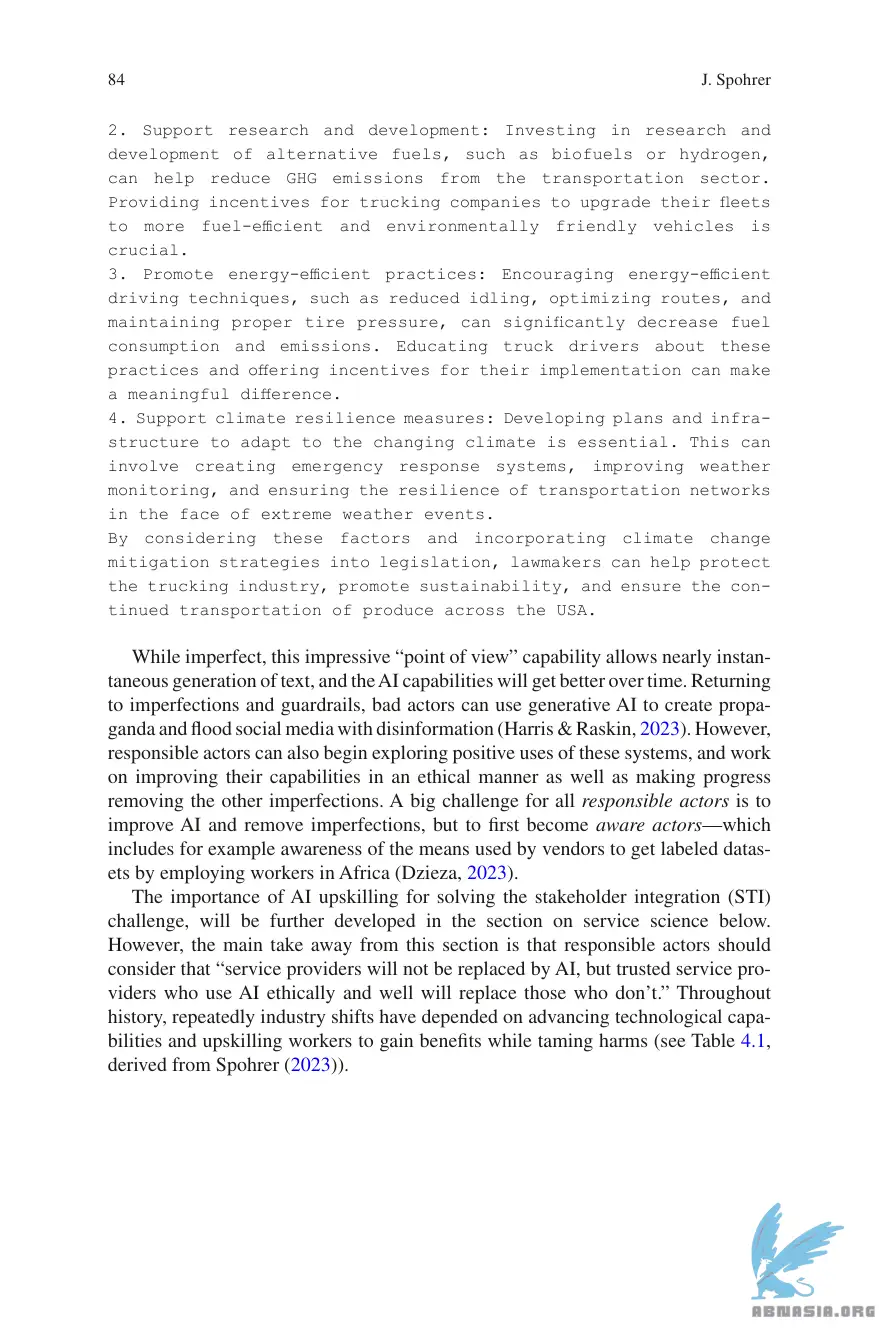 84
J. Spohrer
2. Support research and development: Investing in research and
development of alternative fuels, such as biofuels or hydrogen,
can help reduce GHG emissions from the transportation sector.
Providing incentives for trucking companies to upgrade their fleets
to more fuel-efficient and environmentally friendly vehicles is
crucial.
3. Promote energy-efficient practices: Encouraging energy-efficient
driving techniques, such as reduced idling, optimizing routes, and
maintaining proper tire pressure, can significantly decrease fuel
consumption and emissions. Educating truck drivers about these
practices and offering incentives for their implementation can make
a meaningful difference.
4. Support climate resilience measures: Developing plans and infra-
structure to adapt to the changing climate is essential. This can
involve creating emergency response systems, improving weather
monitoring, and ensuring the resilience of transportation networks
in the face of extreme weather events.
By considering these factors and incorporating climate change
mitigation strategies into legislation, lawmakers can help protect
the trucking industry, promote sustainability, and ensure the con-
tinued transportation of produce across the USA.
While imperfect, this impressive “point of view” capability allows nearly instan-
taneous generation of text, and the AI capabilities will get better over time. Returning
to imperfections and guardrails, bad actors can use generative AI to create propa-
ganda and flood social media with disinformation (Harris & Raskin, 2023). However,
responsible actors can also begin exploring positive uses of these systems, and work
on improving their capabilities in an ethical manner as well as making progress
removing the other imperfections. A big challenge for all responsible actors is to
improve AI and remove imperfections, but to first become aware actors—which
includes for example awareness of the means used by vendors to get labeled datas-
ets by employing workers in Africa (Dzieza, 2023).
The importance of AI upskilling for solving the stakeholder integration (STI)
challenge, will be further developed in the section on service science below.
However, the main take away from this section is that responsible actors should
consider that “service providers will not be replaced by AI, but trusted service pro-
viders who use AI ethically and well will replace those who don’t.” Throughout
history, repeatedly industry shifts have depended on advancing technological capa-
bilities and upskilling workers to gain benefits while taming harms (see Table 4.1,
derived from Spohrer (2023)).
ABNASIA.ORG